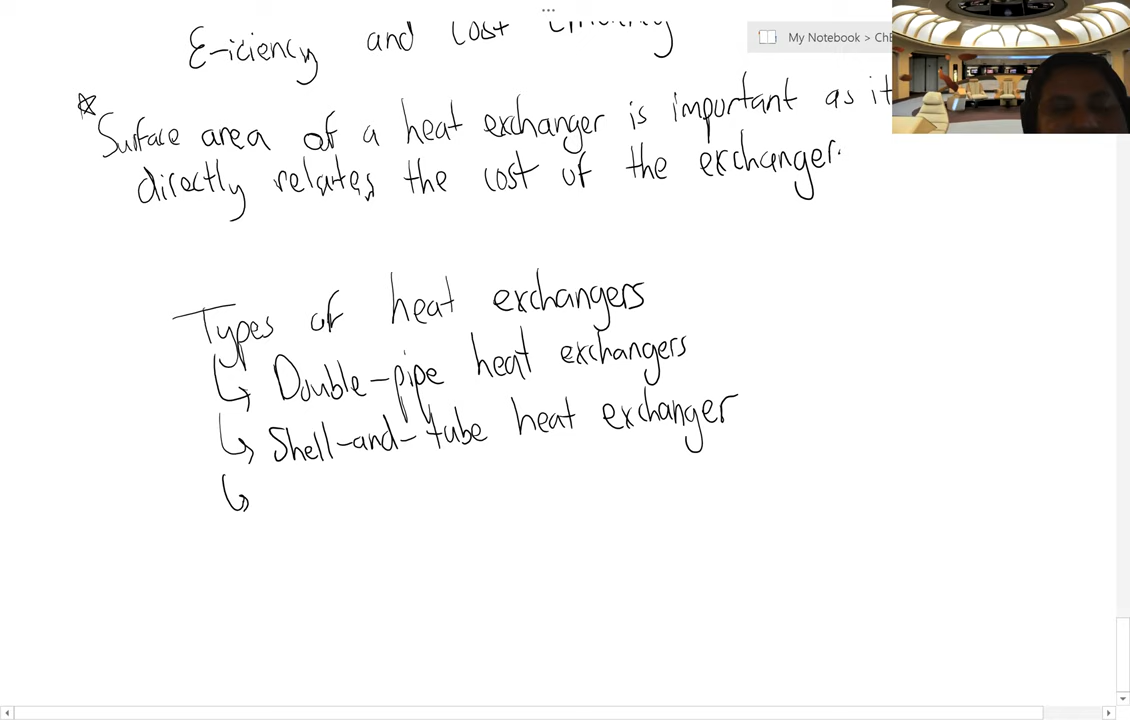 and cost
My Notebook > ChE
☆ Surface area of a heat exchanger is important as it
directly relates the cost of the exchanger.
Types of heat exchangers
↳ Double-pipe heat exchangers
↳ Shell-and-tube heat exchanger
↳